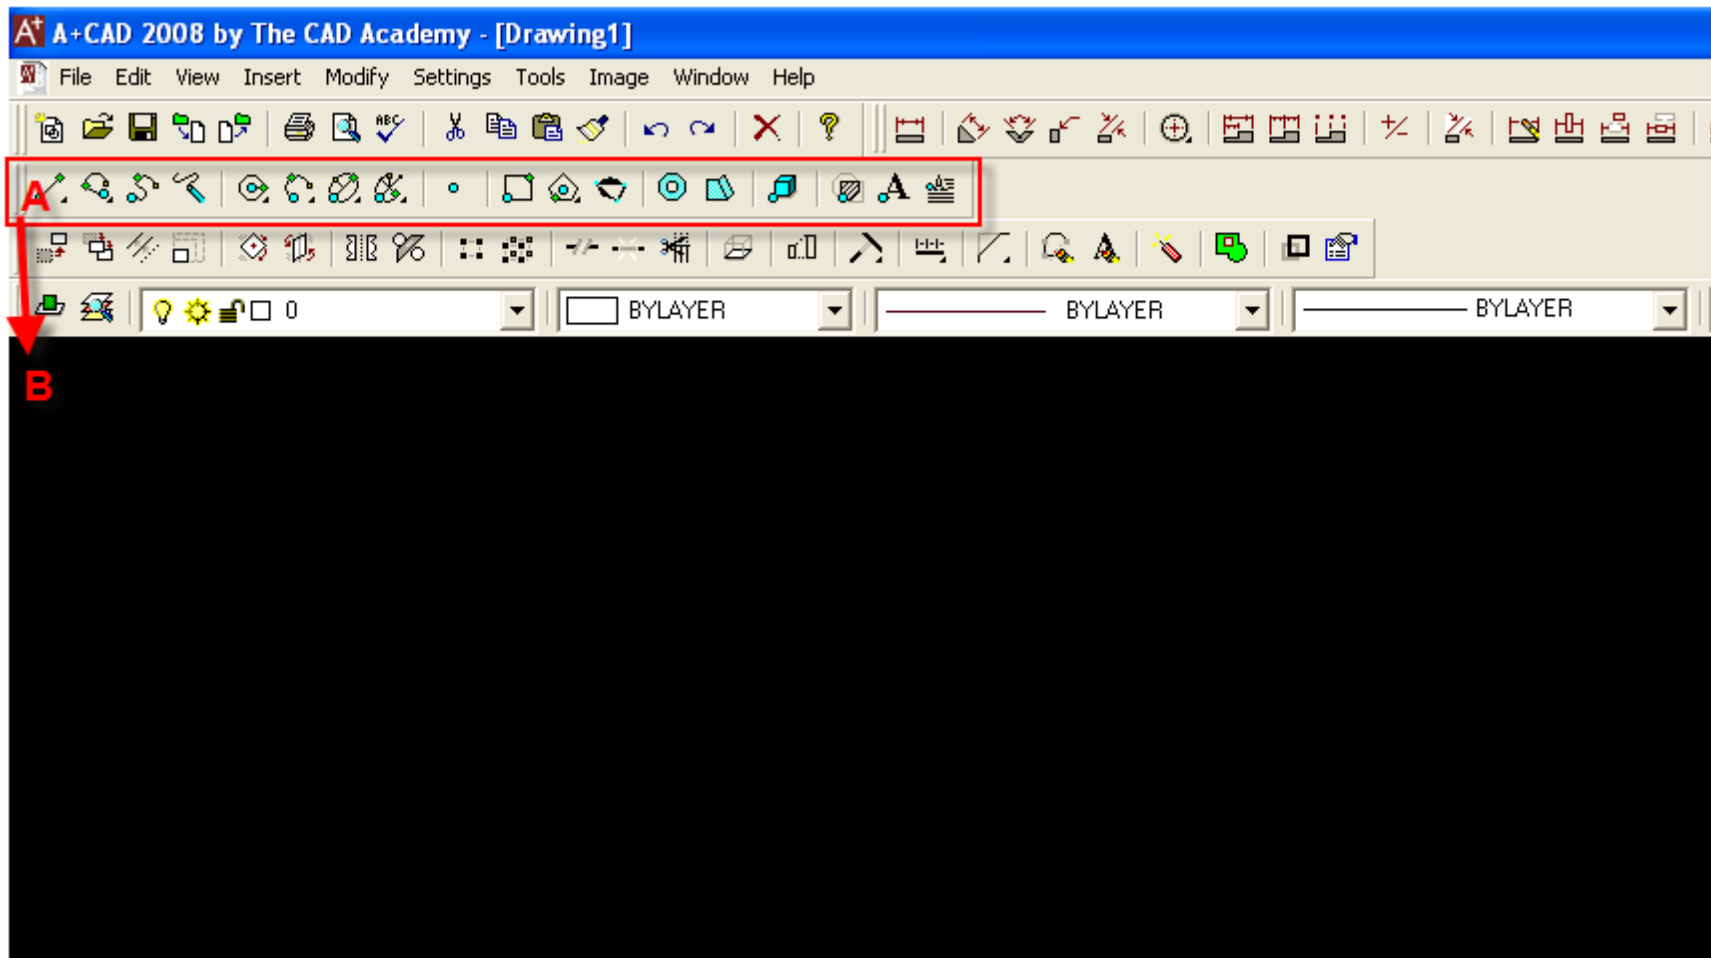 A+CAD 2008 by The CAD Academy - [Drawing1]
File Edit View Insert Modify Settings Tools Image Window Help
ABC
A
0 BYLAYER BYLAYER BYLAYER
B